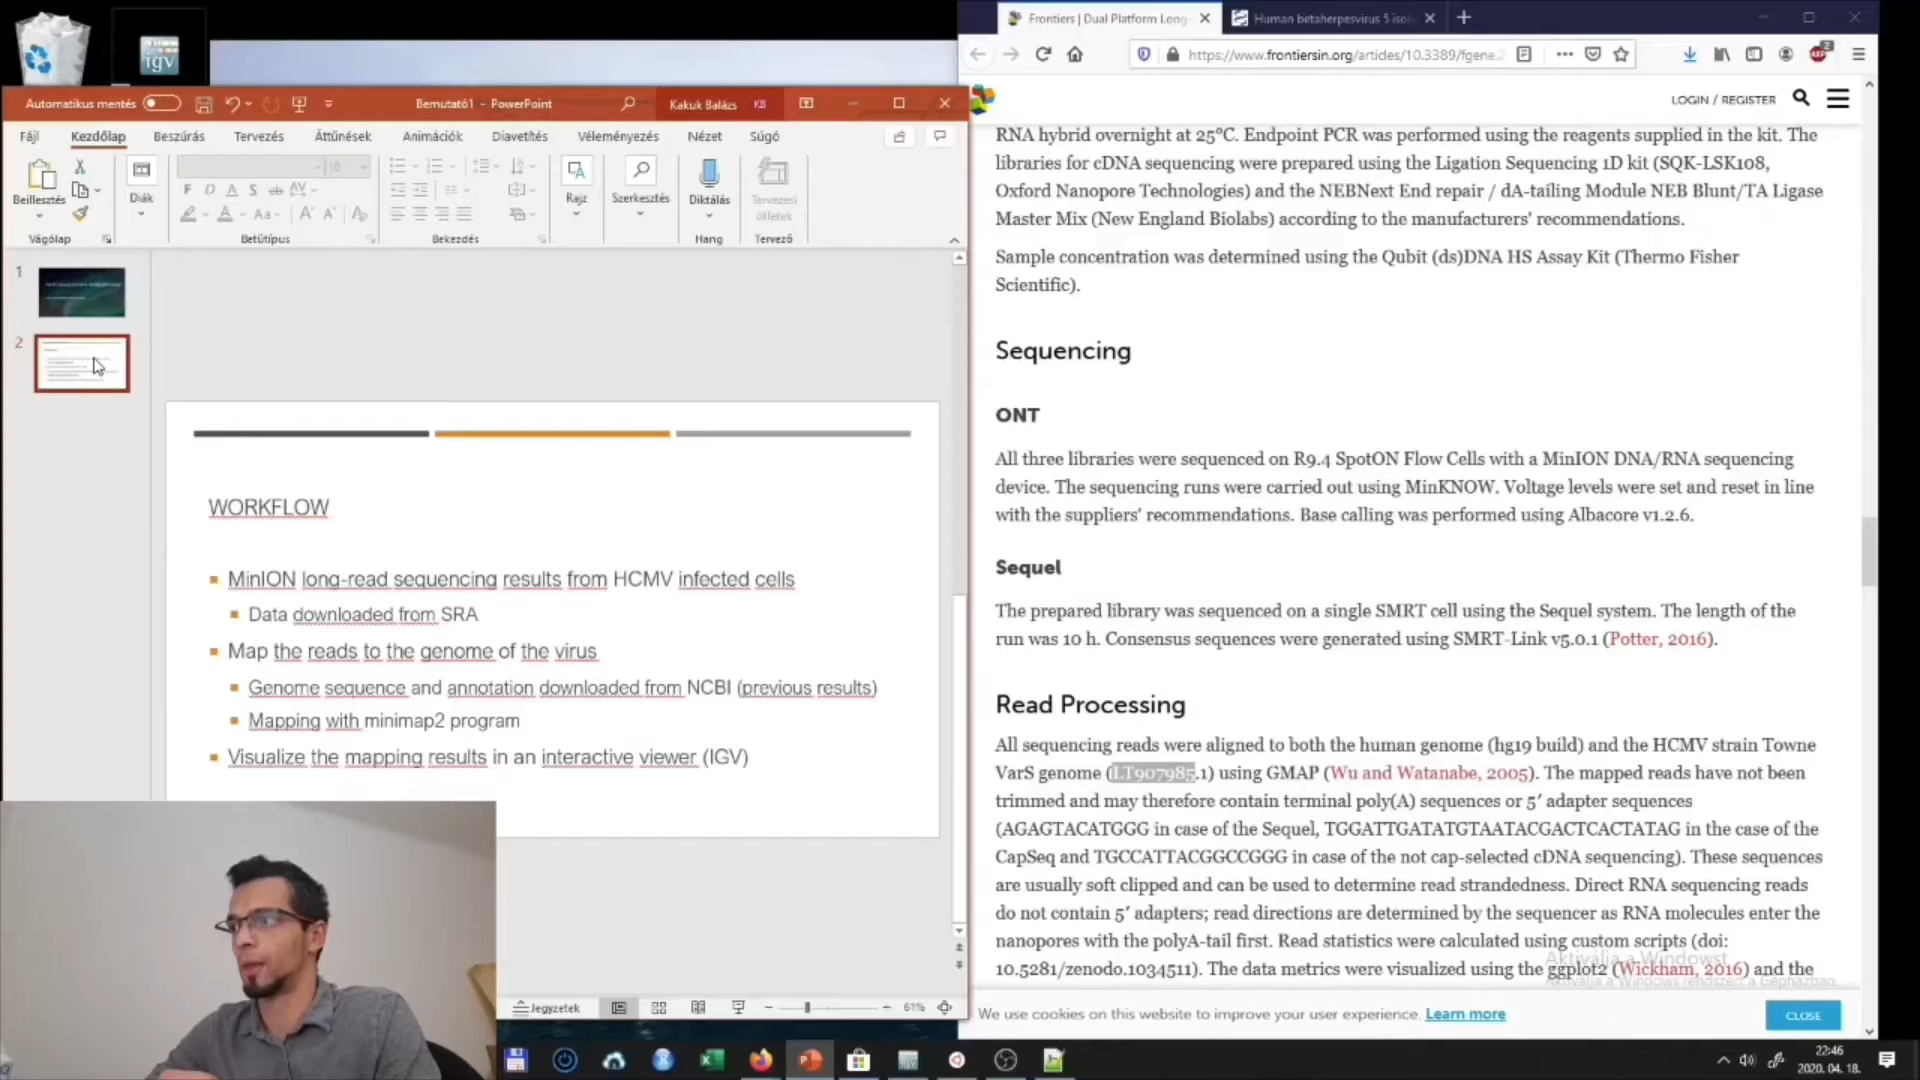 igv
Automatikus mentés
Bemutató1 - PowerPoint
Kakuk Balázs
KB
Fájl
Kezdőlap
Beszúrás
Tervezés
Áttűnések
Animációk
Diavetítés
Véleményezés
Nézet
Súgó
Beillesztés
Diák
Rajz
Szerkesztés
Diktálás
Tervezési
ötletek
Vágólap
Betűtípus
Bekezdés
Hang
Tervező
1
2
WORKFLOW
MinION long-read sequencing results from HCMV infected cells
Data downloaded from SRA
Map the reads to the genome of the virus
Genome sequence and annotation downloaded from NCBI (previous results)
Mapping with minimap2 program
Visualize the mapping results in an interactive viewer (IGV)
Jegyzetek
61%
Frontiers | Dual Platform Long
Human betaherpesvirus 5 isol
https://www.frontiersin.org/articles/10.3389/fgene.2
2
LOGIN / REGISTER
RNA hybrid overnight at 25°C. Endpoint PCR was performed using the reagents supplied in the kit. The
libraries for cDNA sequencing were prepared using the Ligation Sequencing 1D kit (SQK-LSK108,
Oxford Nanopore Technologies) and the NEBNext End repair / dA-tailing Module NEB Blunt/TA Ligase
Master Mix (New England Biolabs) according to the manufacturers' recommendations.
Sample concentration was determined using the Qubit (ds)DNA HS Assay Kit (Thermo Fisher
Scientific).
Sequencing
ONT
All three libraries were sequenced on R9.4 SpotON Flow Cells with a MinION DNA/RNA sequencing
device. The sequencing runs were carried out using MinKNOW. Voltage levels were set and reset in line
with the suppliers' recommendations. Base calling was performed using Albacore v1.2.6.
Sequel
The prepared library was sequenced on a single SMRT cell using the Sequel system. The length of the
run was 10 h. Consensus sequences were generated using SMRT-Link v5.0.1 (Potter, 2016).
Read Processing
All sequencing reads were aligned to both the human genome (hg19 build) and the HCMV strain Towne
VarS genome (LT907985.1) using GMAP (Wu and Watanabe, 2005). The mapped reads have not been
trimmed and may therefore contain terminal poly(A) sequences or 5′ adapter sequences
(AGAGTACATGGG in case of the Sequel, TGGATTGATATGTAATACGACTCACTATAG in the case of the
CapSeq and TGCCATTACGGCCGGG in case of the not cap-selected cDNA sequencing). These sequences
are usually soft clipped and can be used to determine read strandedness. Direct RNA sequencing reads
do not contain 5′ adapters; read directions are determined by the sequencer as RNA molecules enter the
nanopores with the polyA-tail first. Read statistics were calculated using custom scripts (doi:
10.5281/zenodo.1034511). The data metrics were visualized using the ggplot2 (Wickham, 2016) and the
Aktiválja a Windowst
Aktiválja a Windows rendszert a Gépházban.
We use cookies on this website to improve your user experience. Learn more
CLOSE
22:46
2020. 04. 18.